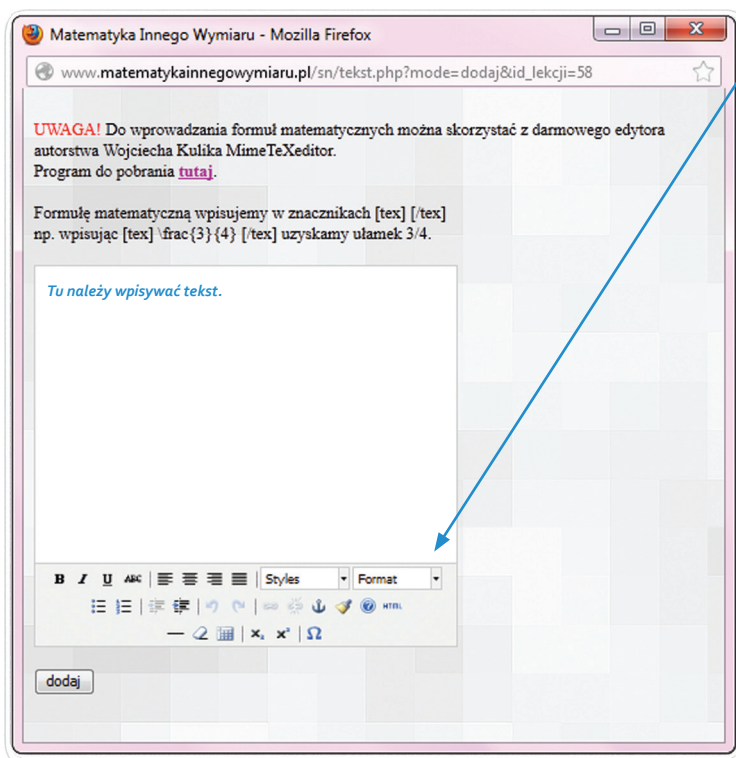 Matematyka Innego Wymiaru - Mozilla Firefox
www.matematykainnegowymiaru.pl/sn/tekst.php?mode=dodaj&id_lekcji=58
UWAGA! Do wprowadzania formuł matematycznych można skorzystać z darmowego edytora
autorstwa Wojciecha Kulika MimeTeXeditor.
Program do pobrania tutaj.
Formułę matematyczną wpisujemy w znacznikach [tex] [/tex]
np. wpisując [tex] \frac{3}{4} [/tex] uzyskamy ułamek 3/4.
Tu należy wpisywać tekst.
B I U ABC Styles Format
HTML
x₂ x² Ω
dodaj